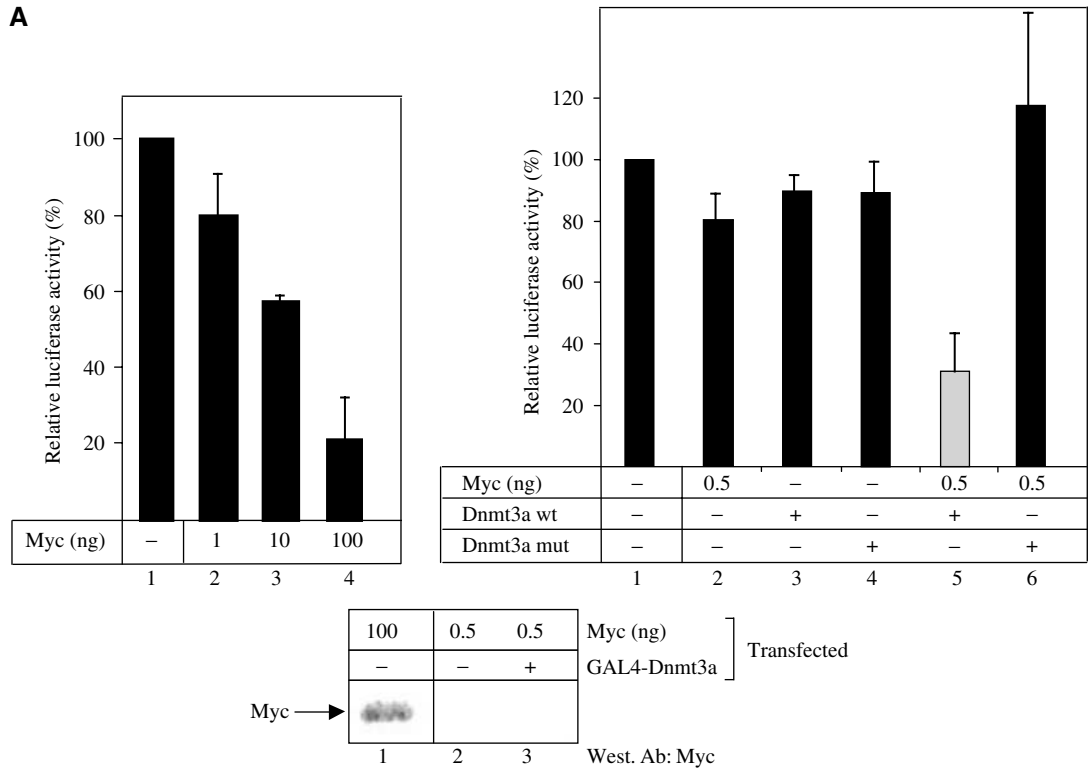 A
Relative luciferase activity (%)
100
80
60
40
20
Myc (ng) – 1 10 100
1 2 3 4
Relative luciferase activity (%)
120
100
80
60
40
20
Myc (ng) – 0.5 – – 0.5 0.5
Dnmt3a wt – – + – + –
Dnmt3a mut – – – + – +
1 2 3 4 5 6
100 0.5 0.5 Myc (ng)
– – + GAL4-Dnmt3a
Transfected
Myc
1 2 3 West. Ab: Myc